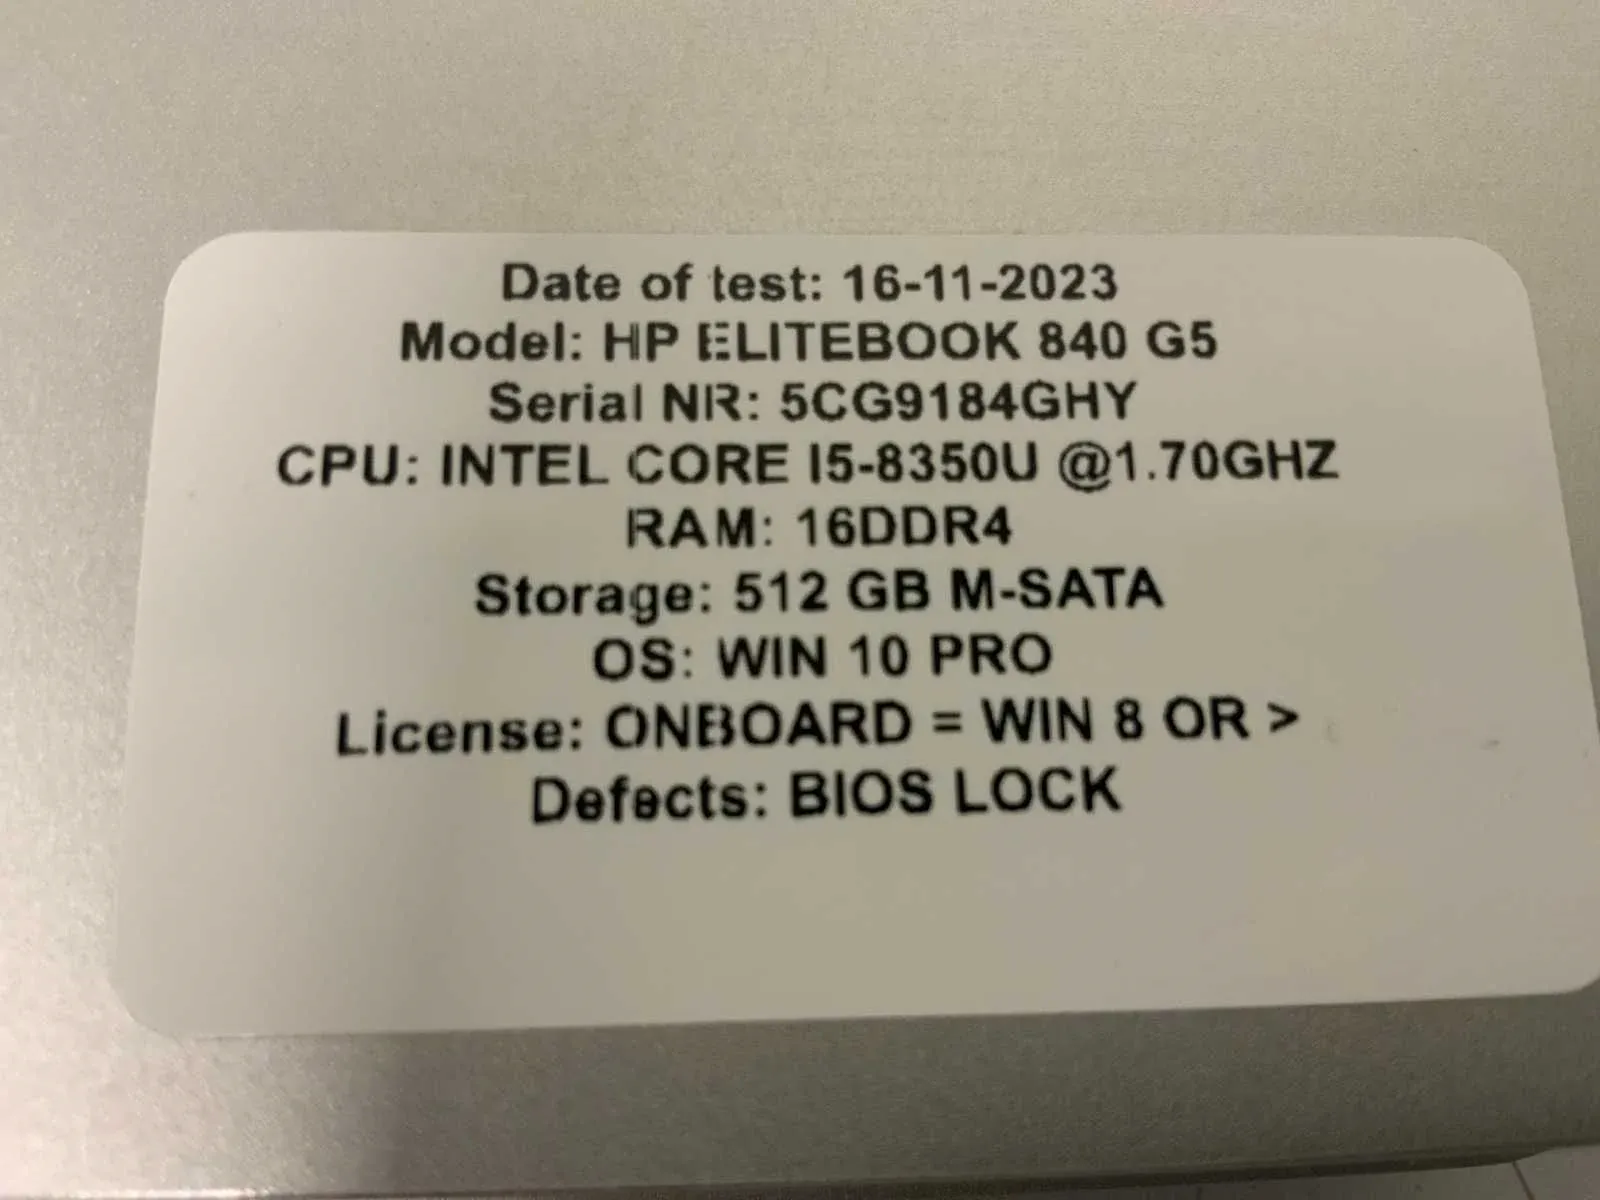 Date of test: 16-11-2023
Model: HP ELITEBOOK 840 G5
Serial NR: 5CG9184GHY
CPU: INTEL CORE I5-8350U @1.70GHZ
RAM: 16DDR4
Storage: 512 GB M-SATA
OS: WIN 10 PRO
License: ONBOARD = WIN 8 OR >
Defects: BIOS LOCK